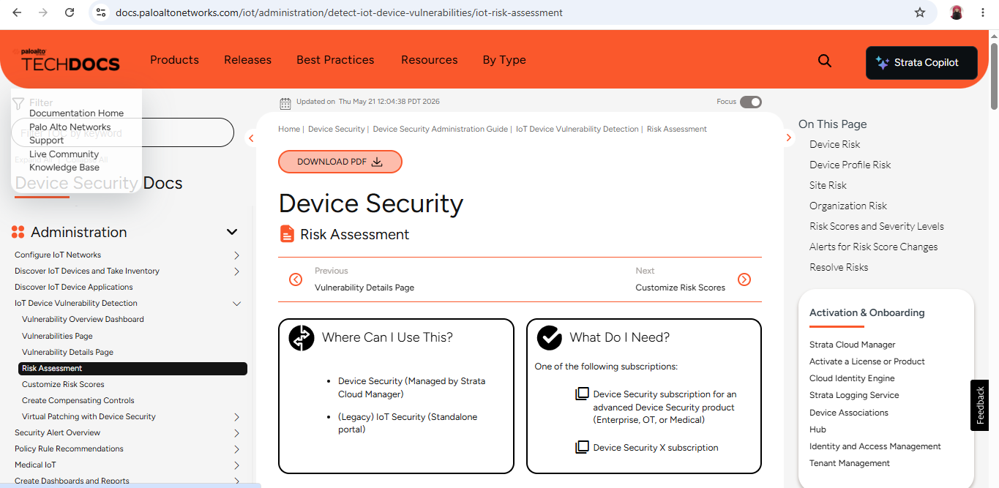 docs.paloaltonetworks.com/iot/administration/detect-iot-device-vulnerabilities/iot-risk-assessment
paloalto
TECHDOCS
Products
Releases
Best Practices
Resources
By Type
Strata Copilot
Filter
Documentation Home
Palo Alto Networks
Filter TOC by keyword
Support
Live Community
Expand All | Collapse All
Knowledge Base
Device Security Docs
Administration
Configure IoT Networks
Discover IoT Devices and Take Inventory
Discover IoT Device Applications
IoT Device Vulnerability Detection
Vulnerability Overview Dashboard
Vulnerabilities Page
Vulnerability Details Page
Risk Assessment
Customize Risk Scores
Create Compensating Controls
Virtual Patching with Device Security
Security Alert Overview
Policy Rule Recommendations
Medical IoT
Create Dashboards and Reports
Updated on Thu May 21 12:04:38 PDT 2026
Focus
Home | Device Security | Device Security Administration Guide | IoT Device Vulnerability Detection | Risk Assessment
DOWNLOAD PDF
Device Security
Risk Assessment
Previous
Vulnerability Details Page
Next
Customize Risk Scores
Where Can I Use This?
• Device Security (Managed by Strata
Cloud Manager)
• (Legacy) IoT Security (Standalone
portal)
What Do I Need?
One of the following subscriptions:
Device Security subscription for an
advanced Device Security product
(Enterprise, OT, or Medical)
Device Security X subscription
On This Page
Device Risk
Device Profile Risk
Site Risk
Organization Risk
Risk Scores and Severity Levels
Alerts for Risk Score Changes
Resolve Risks
Activation & Onboarding
Strata Cloud Manager
Activate a License or Product
Cloud Identity Engine
Strata Logging Service
Device Associations
Hub
Identity and Access Management
Tenant Management
Feedback